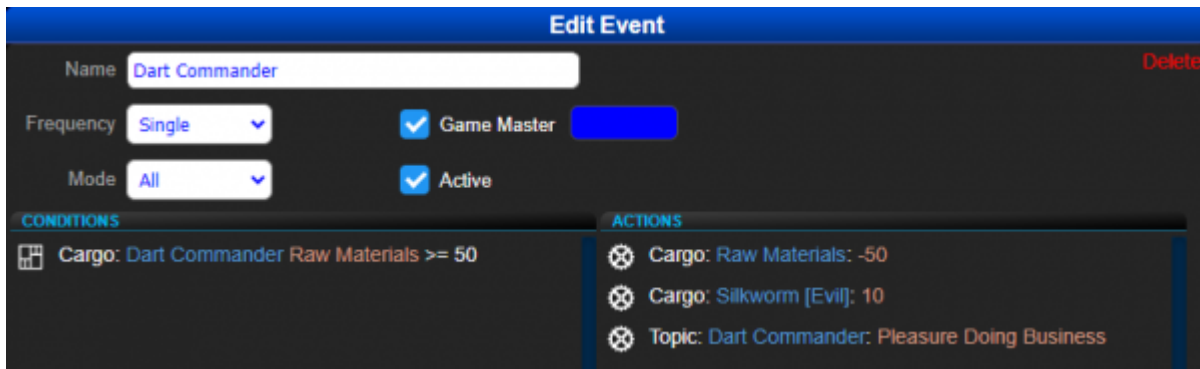 Edit Event
Name Dart Commander Delete
Frequency Single Game Master
Mode All Active
CONDITIONS ACTIONS
Cargo: Dart Commander Raw Materials >= 50 Cargo: Raw Materials: -50
Cargo: Silkworm [Evil]: 10
Topic: Dart Commander: Pleasure Doing Business